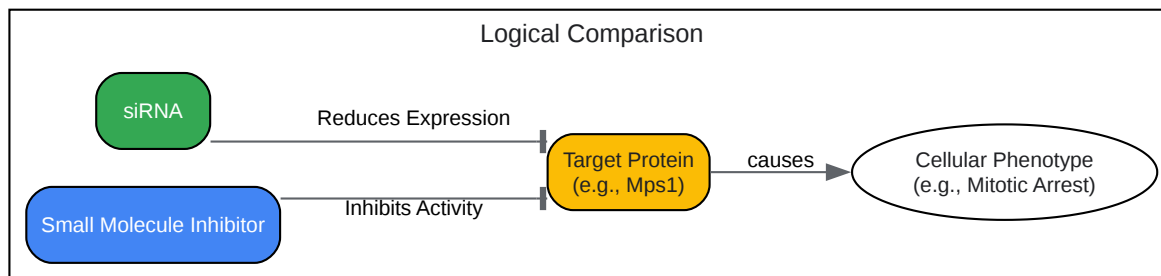 Logical Comparison
siRNA
Reduces Expression
Target Protein
(e.g., Mps1)
causes
Cellular Phenotype
(e.g., Mitotic Arrest)
Small Molecule Inhibitor
Inhibits Activity